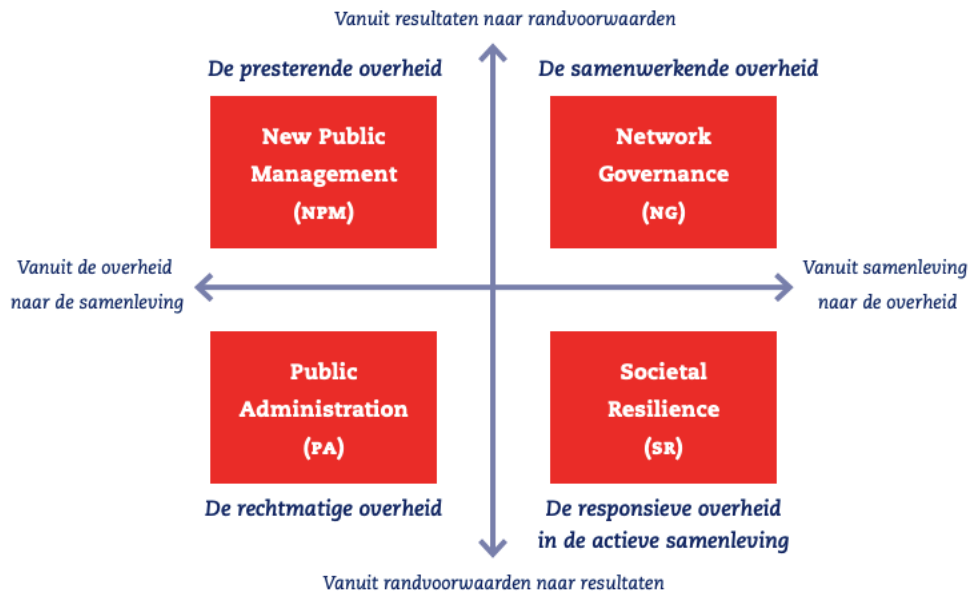 Vanuit resultaten naar randvoorwaarden
De presterende overheid
De samenwerkende overheid
New Public
Management
(NPM)
Network
Governance
(NG)
Vanuit de overheid
naar de samenleving
Vanuit samenleving
naar de overheid
Public
Administration
(PA)
Societal
Resilience
(SR)
De rechtmatige overheid
De responsieve overheid
in de actieve samenleving
Vanuit randvoorwaarden naar resultaten